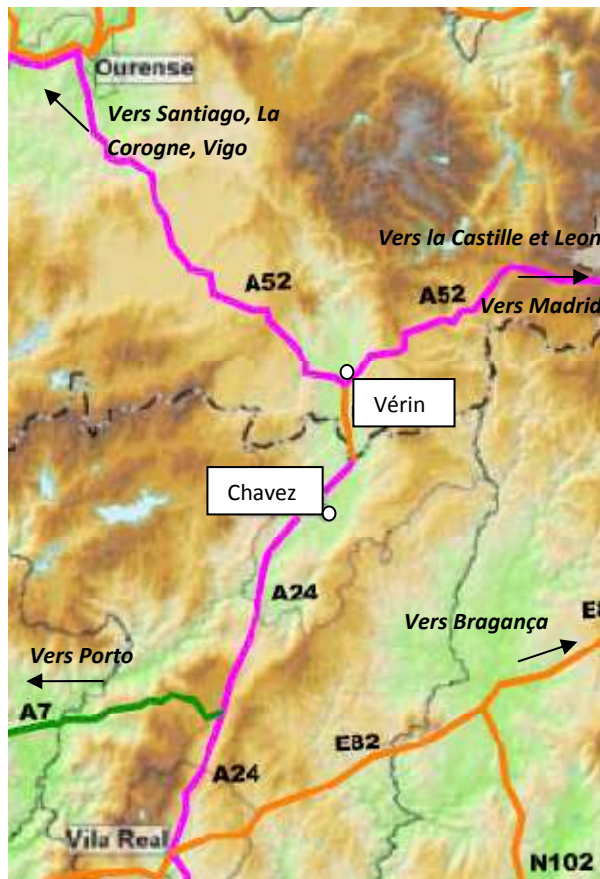 Ourense
Vers Santiago, La
Corogne, Vigo
Vers la Castille et Leon
A52
A52
Vers Madrid
Vérin
Chavez
A24
Vers Bragança
E8
Vers Porto
A7
E82
A24
Vila Real
N102